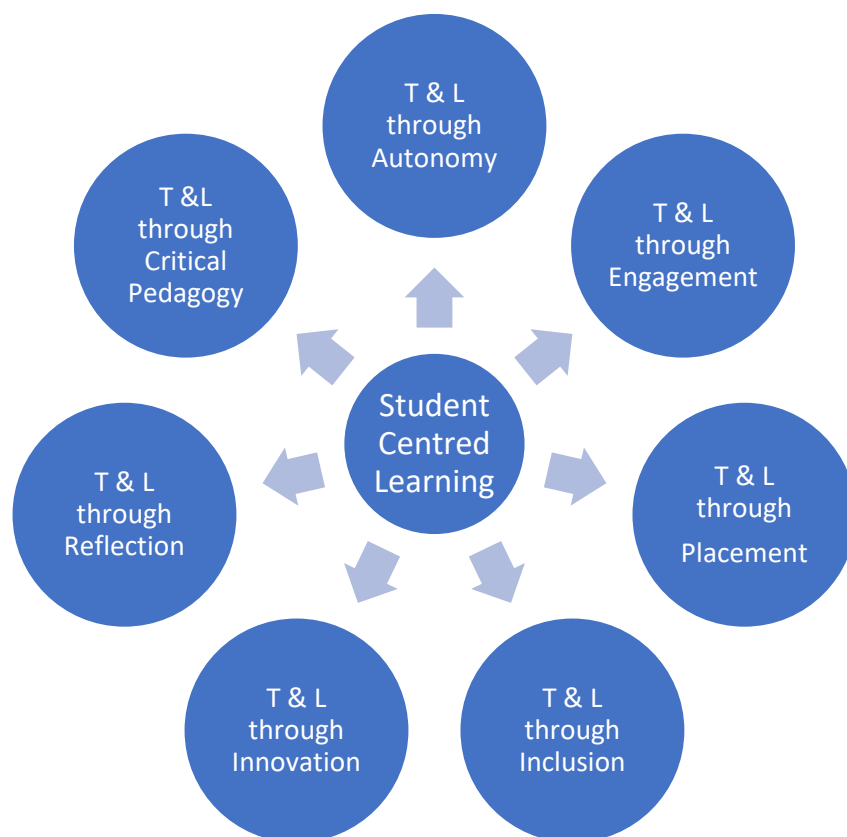 T & L
through
Autonomy
T & L
through
Engagement
T & L
through
Placement
T & L
through
Inclusion
T & L
through
Innovation
T & L
through
Reflection
T &L
through
Critical
Pedagogy
Student
Centred
Learning